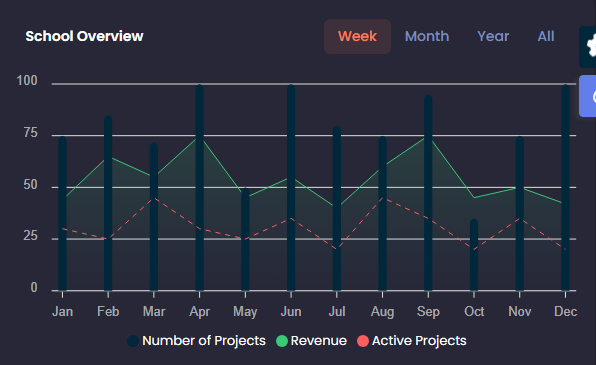 School Overview Week Month Year All
100
75
50
25
0
Jan Feb Mar Apr May Jun Jul Aug Sep Oct Nov Dec
Number of Projects Revenue Active Projects